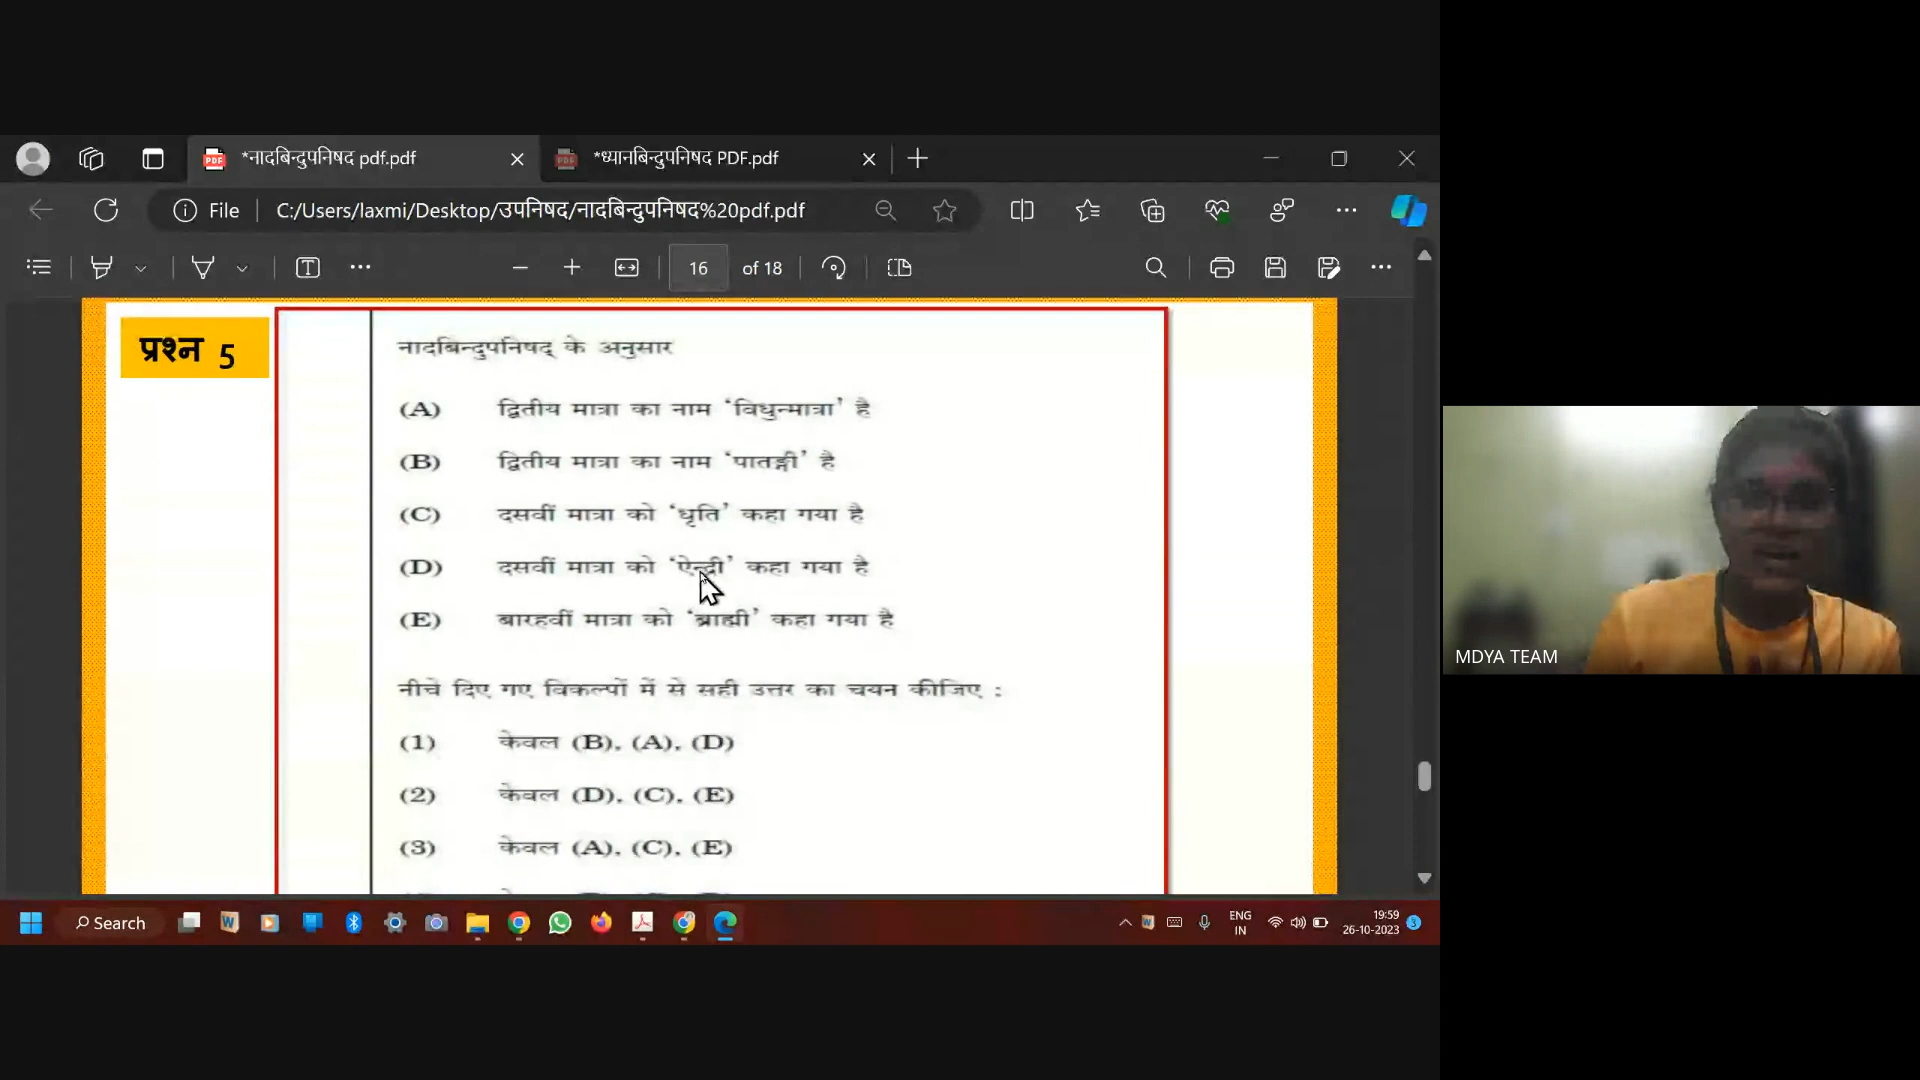 *नादबिन्दुपनिषद pdf.pdf
*ध्यानबिन्दुपनिषद PDF.pdf
File
C:/Users/laxmi/Desktop/उपनिषद/नादबिन्दुपनिषद%20pdf.pdf
16 of 18
प्रश्न 5
नादबिन्दुपनिषद् के अनुसार
(A) द्वितीय मात्रा का नाम ‘विधुन्मात्रा’ है
(B) द्वितीय मात्रा का नाम ‘पातङ्गी’ है
(C) दसवीं मात्रा को ‘धृति’ कहा गया है
(D) दसवीं मात्रा को ‘ऐन्द्री’ कहा गया है
(E) बारहवीं मात्रा को ‘ब्राह्मी’ कहा गया है
नीचे दिए गए विकल्पों में से सही उत्तर का चयन कीजिए :
(1) केवल (B), (A), (D)
(2) केवल (D), (C), (E)
(3) केवल (A), (C), (E)
MDYA TEAM
Search
ENG
IN
19:59
26-10-2023